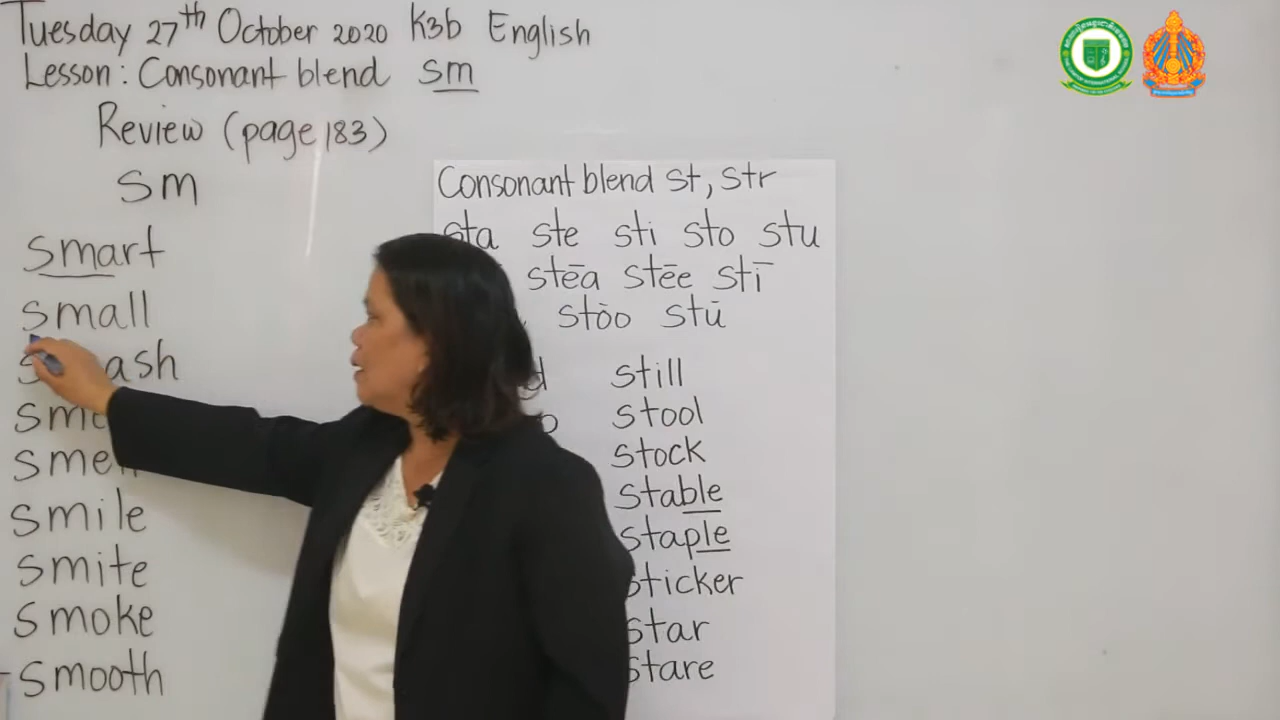 Tuesday 27th October 2020 K3b English
Lesson: Consonant blend sm
Review (page 183)
sm
smart
small
smile
smite
smoke
smooth
Consonant blend st, str
sta ste sti sto stu
stēa stēe stī
stòo stū
still
stool
stock
stable
staple
sticker
star
stare